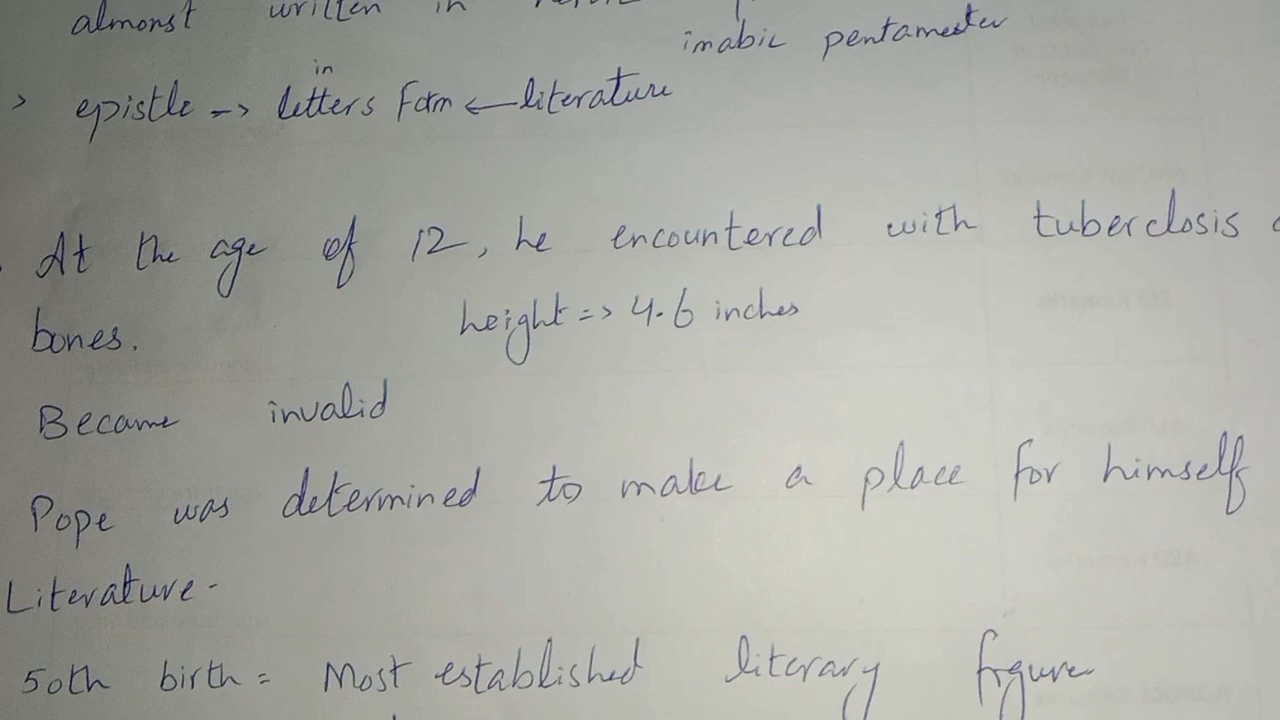 almonst written in
imabic pentamester
in
> epistle -> letters Form <- literature
At the age of 12, he encountered with tuberclosis
bones. height => 4.6 inches
Became invalid
Pope was determined to make a place for himself
Literature -
50th birth = Most established literary figure